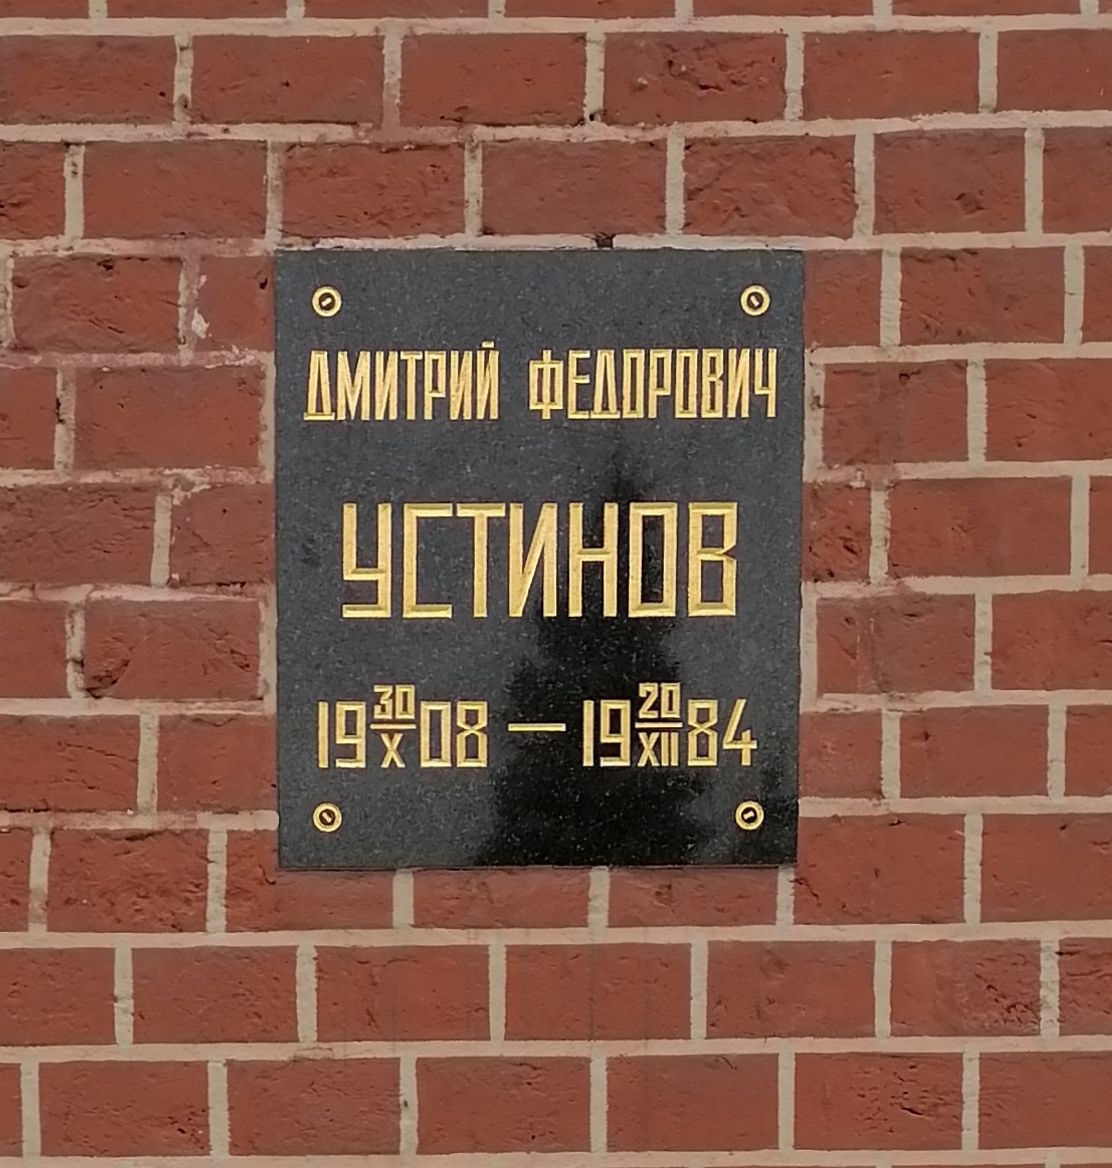 ДМИТРИЙ ФЕДОРОВИЧ
УСТИНОВ
19 30/X 08 — 19 20/XII 84